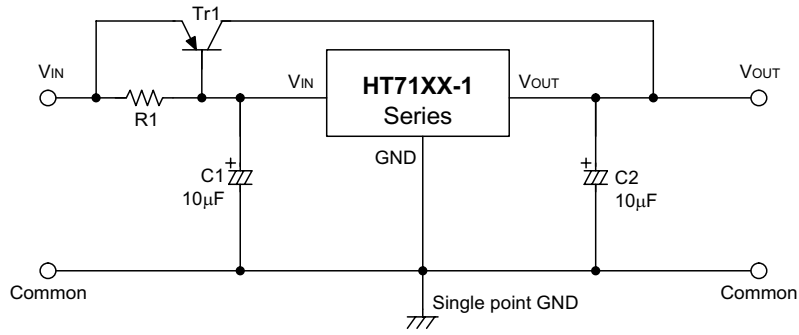 Tr1
VIN
R1
VIN
HT71XX-1
Series
VOUT
VOUT
GND
+
C1
10μF
+
C2
10μF
Common
Single point GND
Common